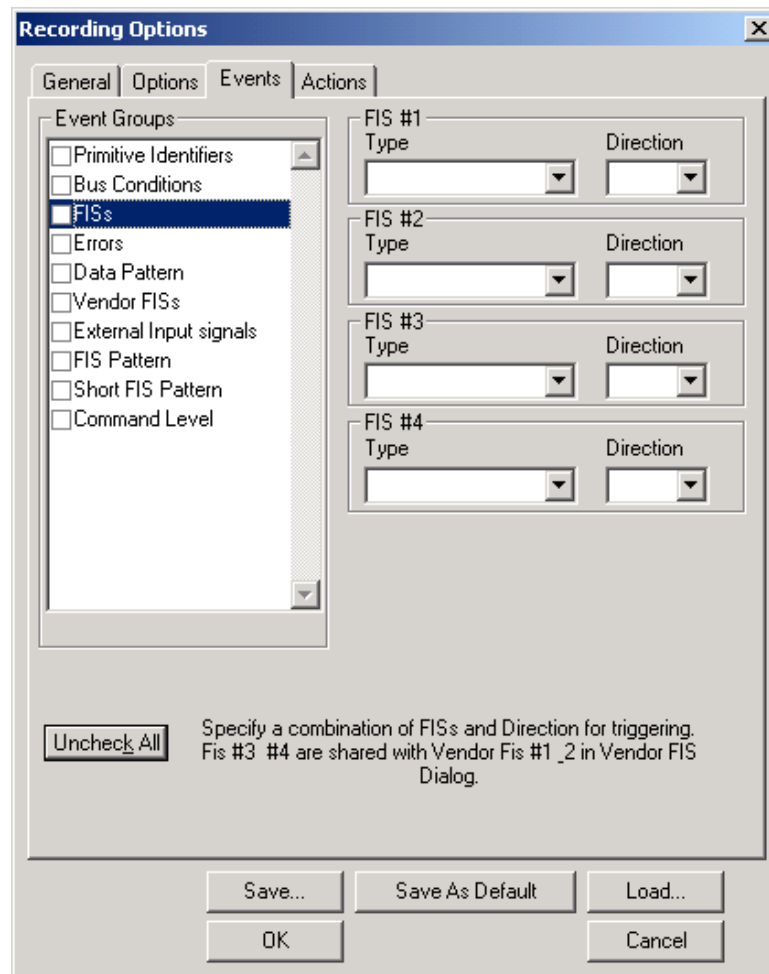 Recording Options
General Options Events Actions
Event Groups
Primitive Identifiers
Bus Conditions
FISs
Errors
Data Pattern
Vendor FISs
External Input signals
FIS Pattern
Short FIS Pattern
Command Level
FIS #1
Type Direction
FIS #2
Type Direction
FIS #3
Type Direction
FIS #4
Type Direction
Uncheck All
Specify a combination of FISs and Direction for triggering.
Fis #3 #4 are shared with Vendor Fis #1 _2 in Vendor FIS
Dialog.
Save... Save As Default Load...
OK Cancel